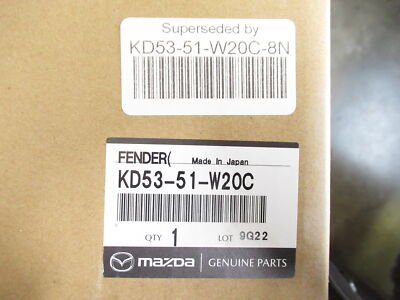 Superseded by
KD53-51-W20C-8N
FENDER( Made In Japan
KD53-51-W20C
QTY 1 LOT 9G22
mazda GENUINE PARTS